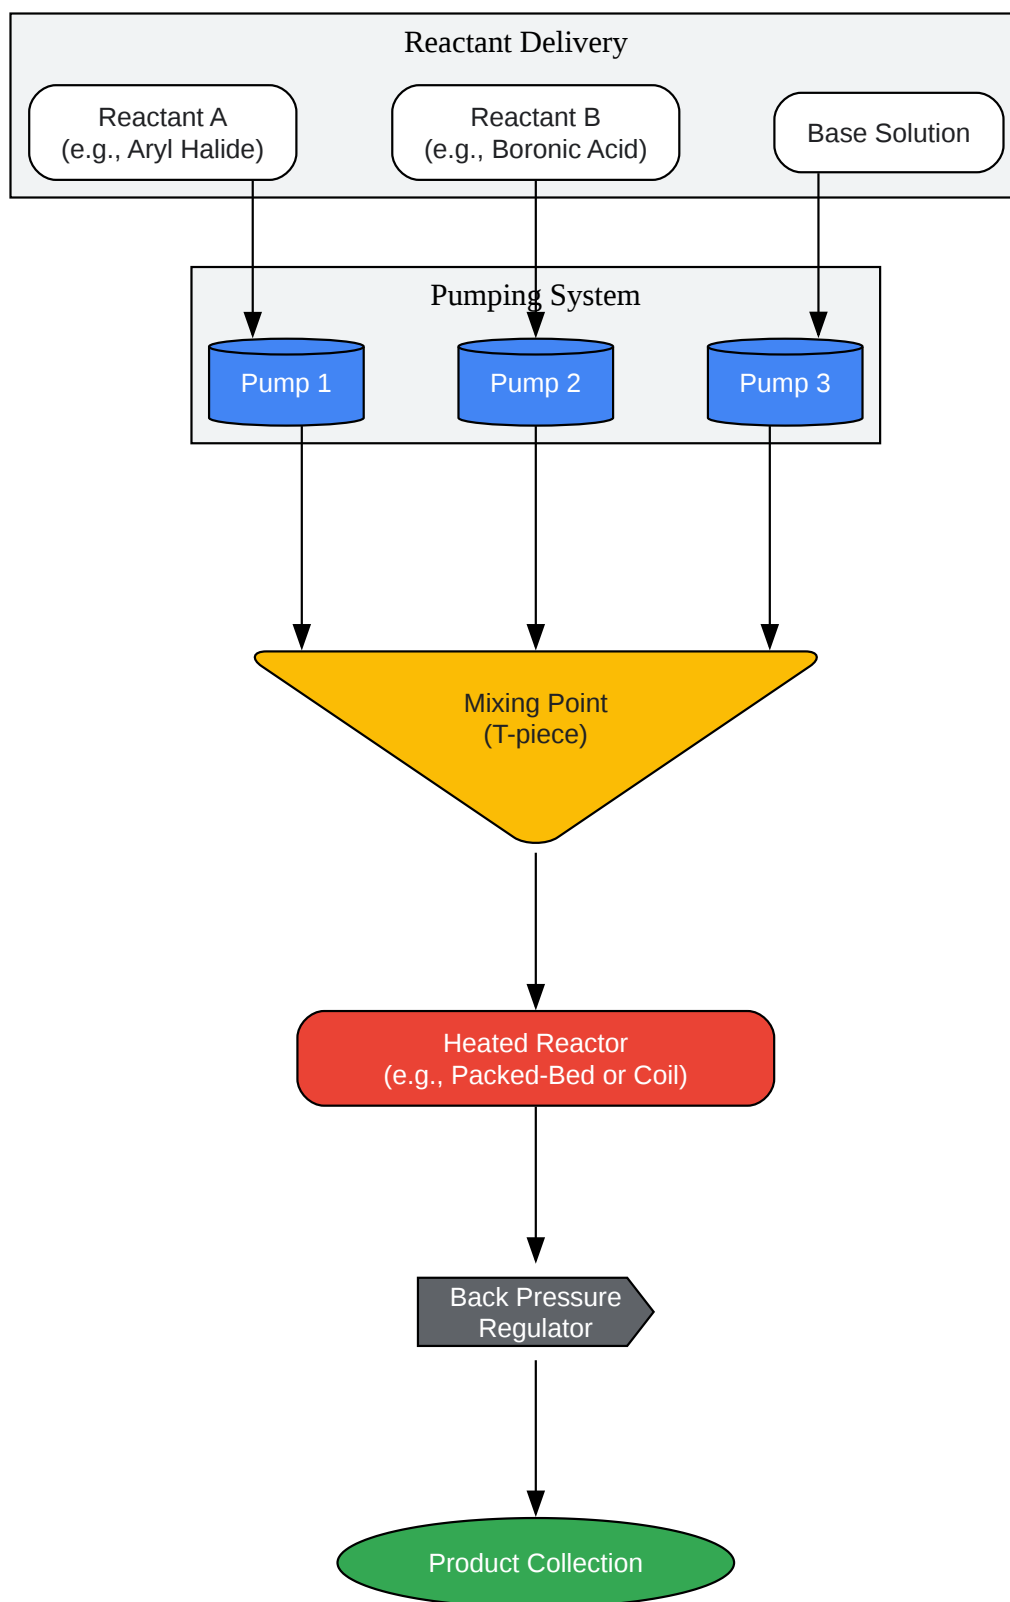 Reactant Delivery
Reactant A
(e.g., Aryl Halide)
Reactant B
(e.g., Boronic Acid)
Base Solution
Pumping System
Pump 1
Pump 2
Pump 3
Mixing Point
(T-piece)
Heated Reactor
(e.g., Packed-Bed or Coil)
Back Pressure
Regulator
Product Collection